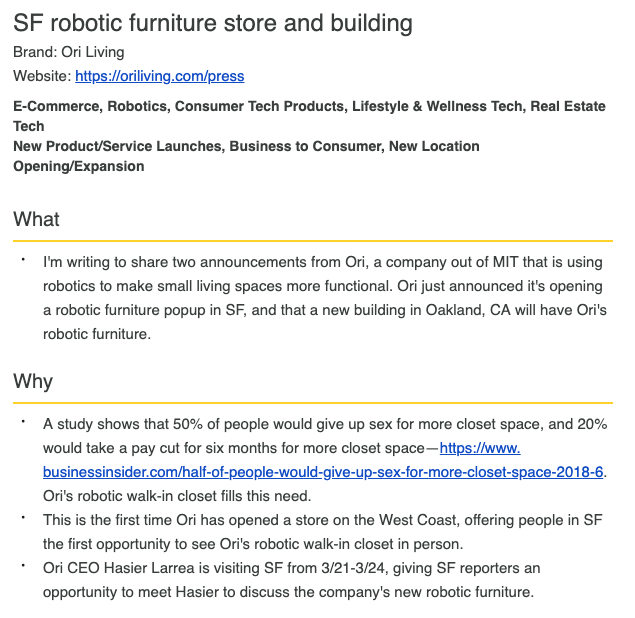 SF robotic furniture store and building
Brand: Ori Living
Website: https://oriliving.com/press
E-Commerce, Robotics, Consumer Tech Products, Lifestyle & Wellness Tech, Real Estate
Tech
New Product/Service Launches, Business to Consumer, New Location
Opening/Expansion
What
• I'm writing to share two announcements from Ori, a company out of MIT that is using
robotics to make small living spaces more functional. Ori just announced it's opening
a robotic furniture popup in SF, and that a new building in Oakland, CA will have Ori's
robotic furniture.
Why
• A study shows that 50% of people would give up sex for more closet space, and 20%
would take a pay cut for six months for more closet space—https://www.
businessinsider.com/half-of-people-would-give-up-sex-for-more-closet-space-2018-6.
Ori's robotic walk-in closet fills this need.
• This is the first time Ori has opened a store on the West Coast, offering people in SF
the first opportunity to see Ori's robotic walk-in closet in person.
• Ori CEO Hasier Larrea is visiting SF from 3/21-3/24, giving SF reporters an
opportunity to meet Hasier to discuss the company's new robotic furniture.